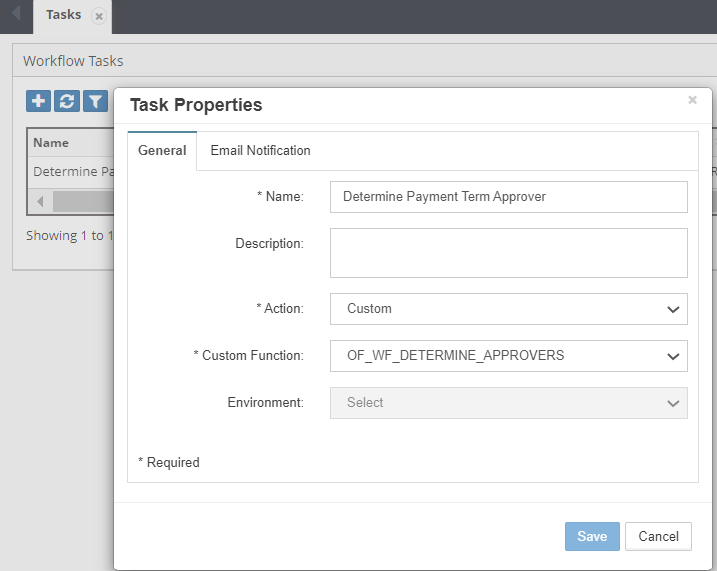 Tasks
Workflow Tasks
Task Properties
Name
General Email Notification
Determine Pa
* Name: Determine Payment Term Approver
Showing 1 to 1
Description:
* Action: Custom
* Custom Function: OF_WF_DETERMINE_APPROVERS
Environment: Select
* Required
Save Cancel